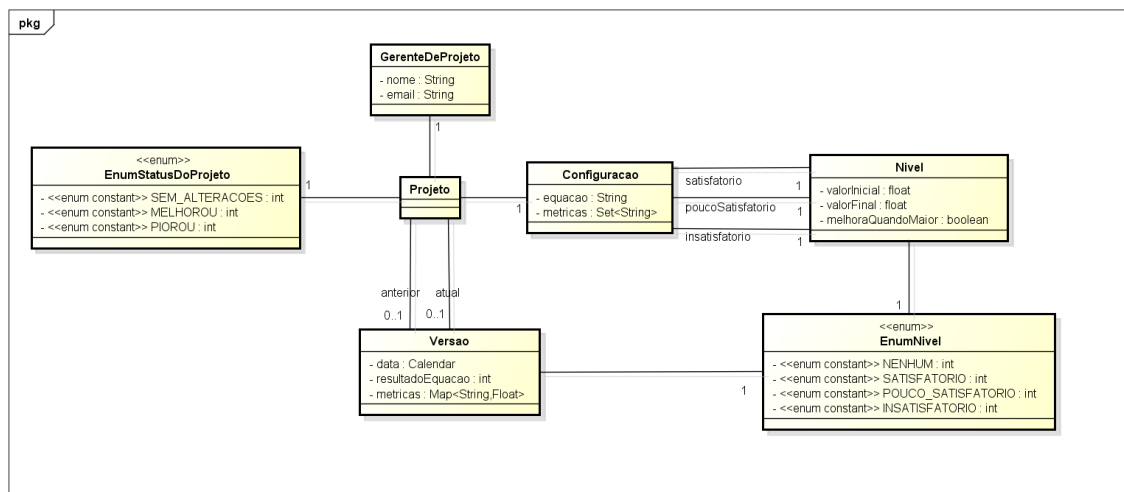 pkg
GerenteDeProjeto
- nome : String
- email : String
1
<<enum>>
EnumStatusDoProjeto
- <<enum constant>> SEM_ALTERACOES : int
- <<enum constant>> MELHOROU : int
- <<enum constant>> PIOROU : int
1
Projeto
1
Configuracao
- equacao : String
- metricas : Set<String>
satisfatorio
1
poucoSatisfatorio
1
insatisfatorio
1
Nivel
- valorInicial : float
- valorFinal : float
- melhoraQuandoMaior : boolean
1
anterior
0..1
atual
0..1
Versao
- data : Calendar
- resultadoEquacao : int
- metricas : Map<String,Float>
1
<<enum>>
EnumNivel
- <<enum constant>> NENHUM : int
- <<enum constant>> SATISFATORIO : int
- <<enum constant>> POUCO_SATISFATORIO : int
- <<enum constant>> INSATISFATORIO : int